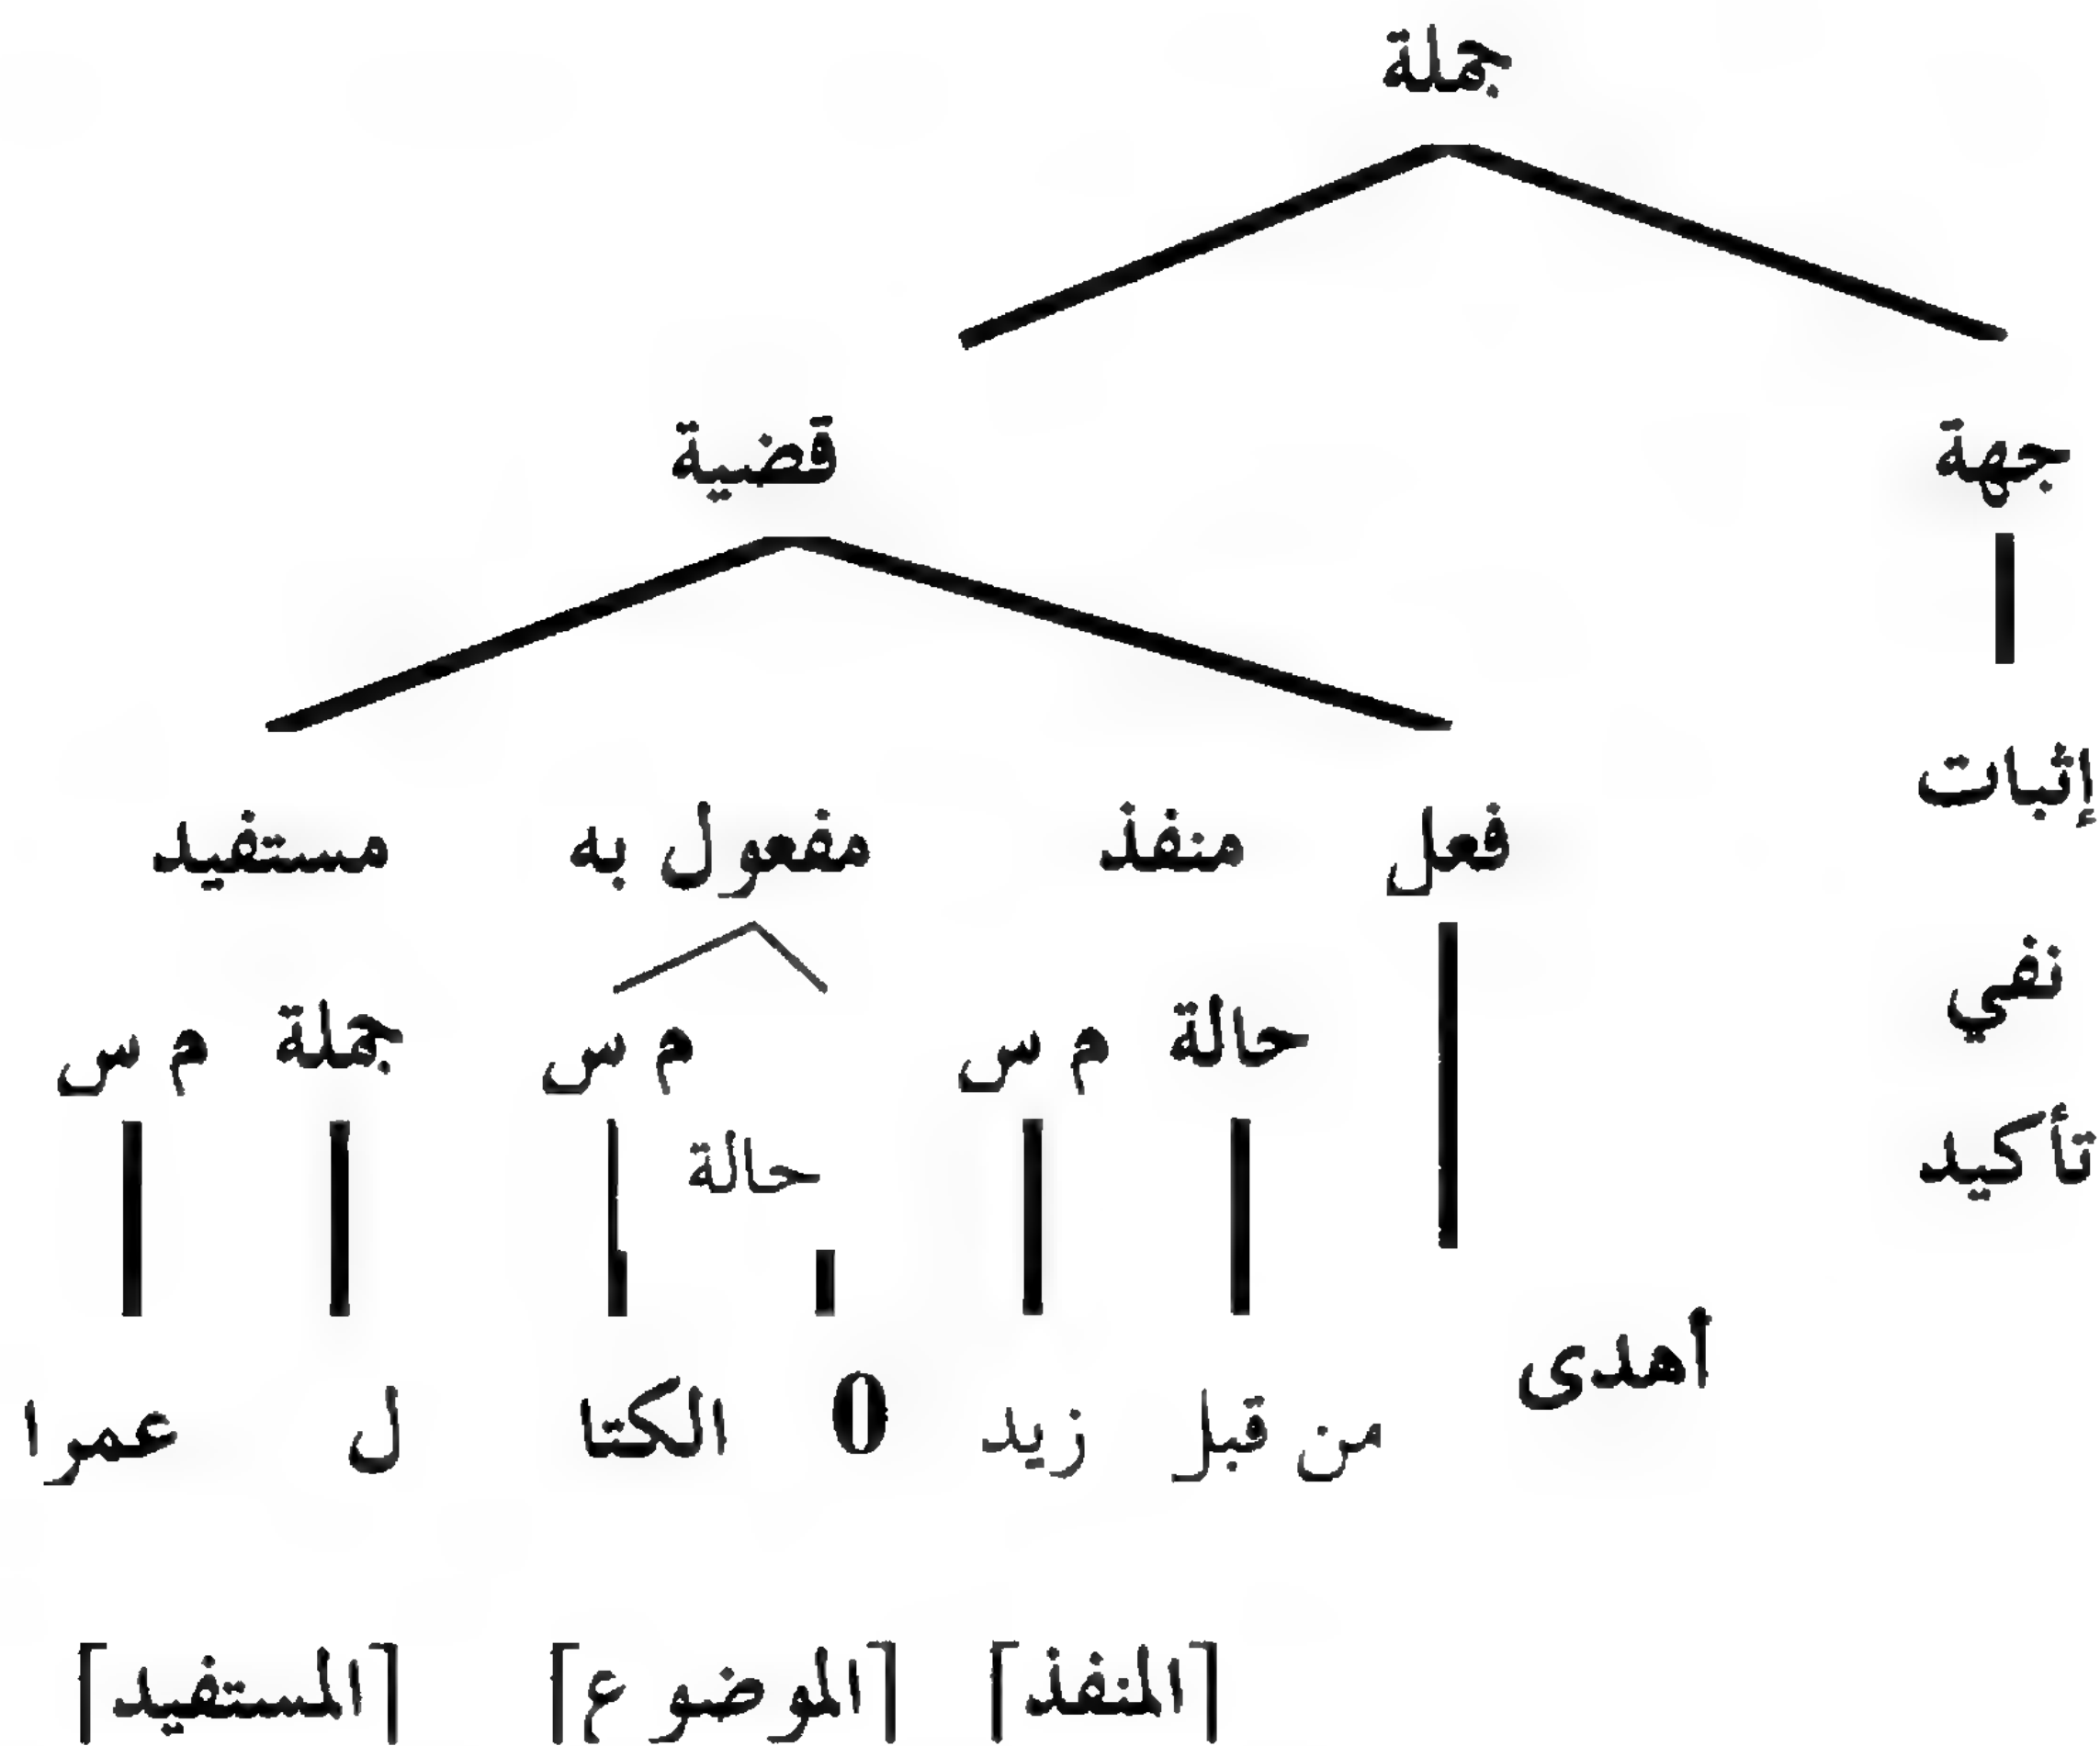 جملة
جهة قضية
إثبات
فعل منفذ مفعول به مستفيد
نفي
حالة م س م س جملة م س
تأكيد حالة
أهدى
من قبل زيد 0 الكتا ل عمرا
[المنفذ] [الموضوع] [المستفيد]